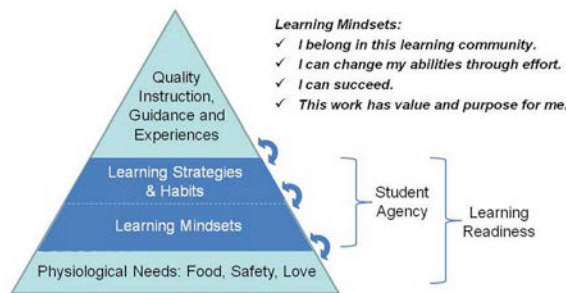 Learning Mindsets:
✓ I belong in this learning community.
✓ I can change my abilities through effort.
✓ I can succeed.
✓ This work has value and purpose for me.
Quality
Instruction,
Guidance and
Experiences
Learning Strategies
& Habits
Learning Mindsets
Physiological Needs: Food, Safety, Love
Student
Agency
Learning
Readiness